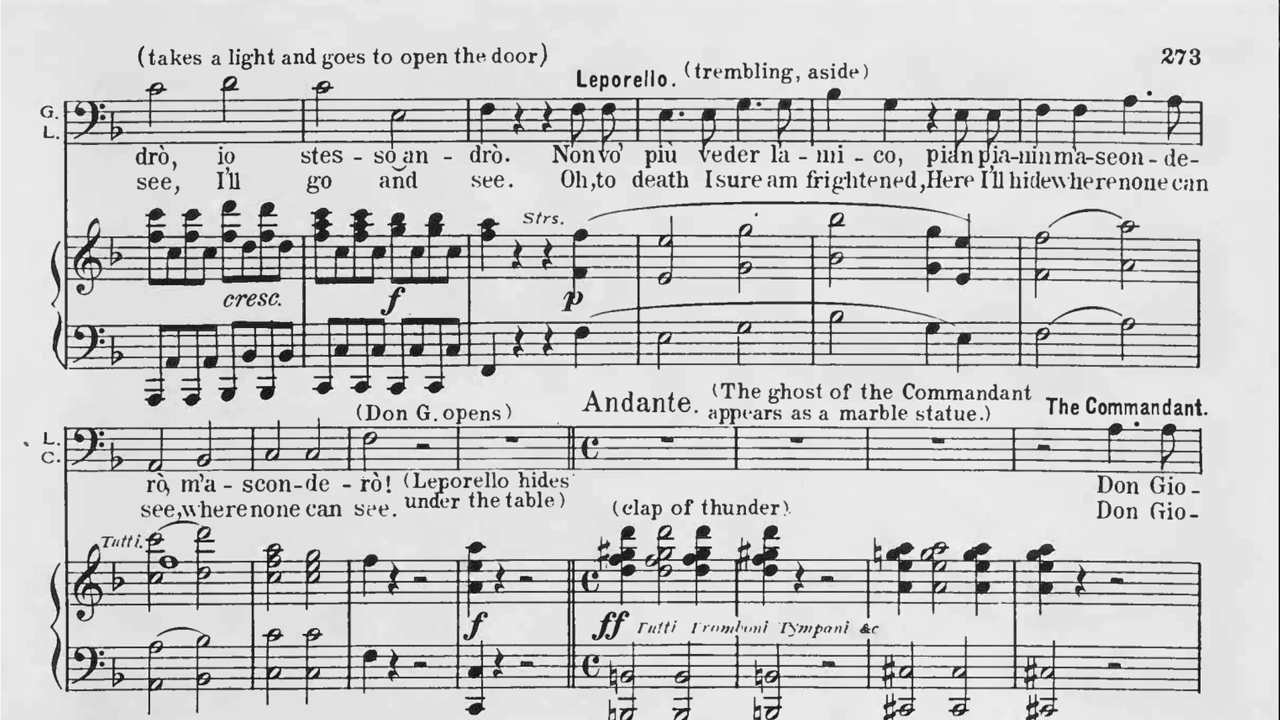 (takes a light and goes to open the door)
273
Leporello. (trembling, aside)
G.
L.
drò, io stes - so an - drò. Non vo' più veder la - mi - co, pian pia-nin m'a-scon - de-
see, I'll go and see. Oh, to death I sure am frightened, Here I'll hide where none can
Strs.
cresc. f p
Andante. (The ghost of the Commandant
appears as a marble statue.)
The Commandant.
(Don G. opens)
L.
C.
rò, m'a - scon - de - rò! (Leporello hides
under the table)
Don Gio -
see, where none can see.
Don Gio -
(clap of thunder)
Tutti.
f ff Tutti Tromboni Tympani &c